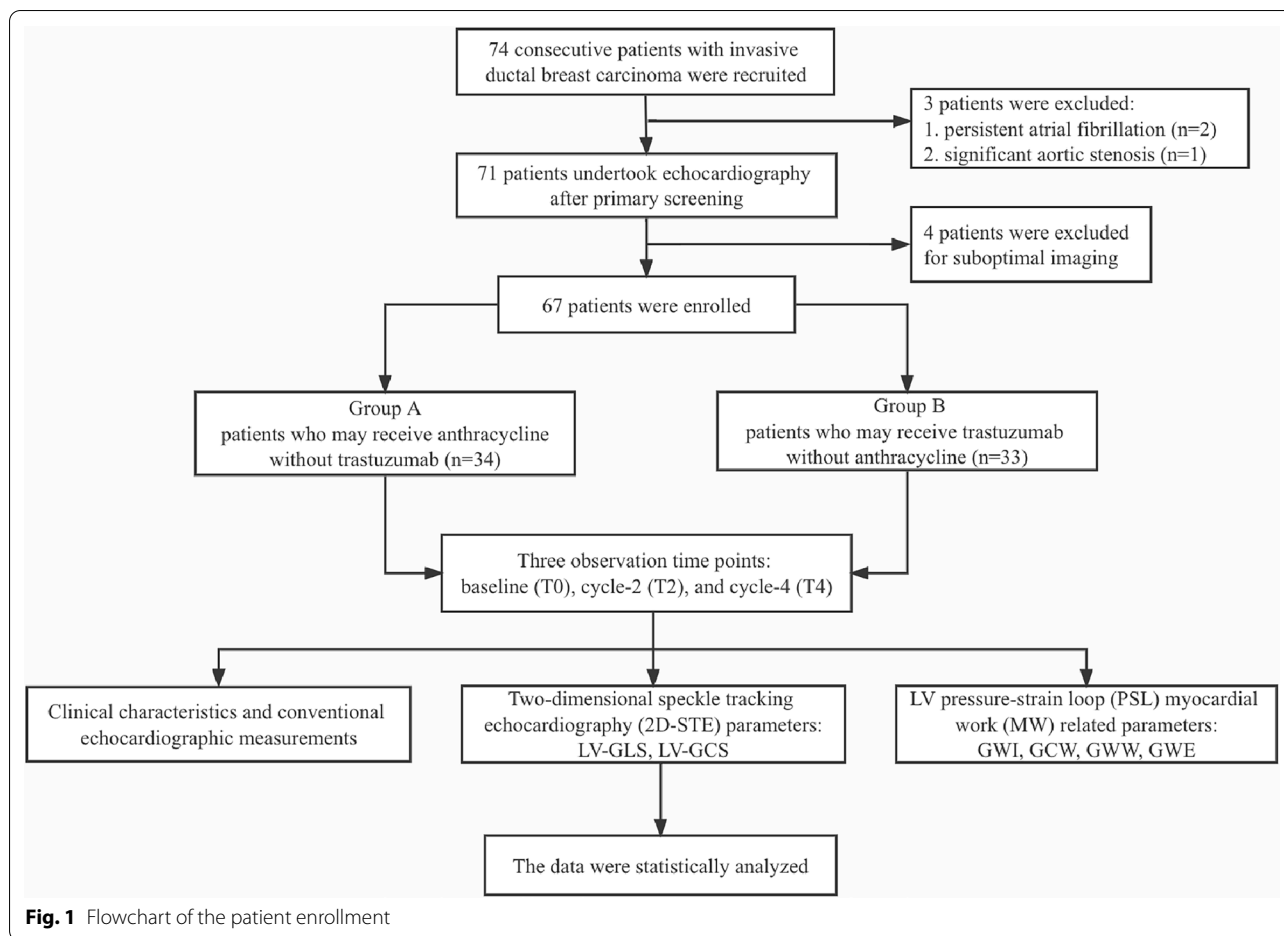 74 consecutive patients with invasive
ductal breast carcinoma were recruited
3 patients were excluded:
1. persistent atrial fibrillation (n=2)
2. significant aortic stenosis (n=1)
71 patients undertook echocardiography
after primary screening
4 patients were excluded
for suboptimal imaging
67 patients were enrolled
Group A
patients who may receive anthracycline
without trastuzumab (n=34)
Group B
patients who may receive trastuzumab
without anthracycline (n=33)
Three observation time points:
baseline (T0), cycle-2 (T2), and cycle-4 (T4)
Clinical characteristics and conventional
echocardiographic measurements
Two-dimensional speckle tracking
echocardiography (2D-STE) parameters:
LV-GLS, LV-GCS
LV pressure-strain loop (PSL) myocardial
work (MW) related parameters:
GWI, GCW, GWW, GWE
The data were statistically analyzed
Fig. 1 Flowchart of the patient enrollment